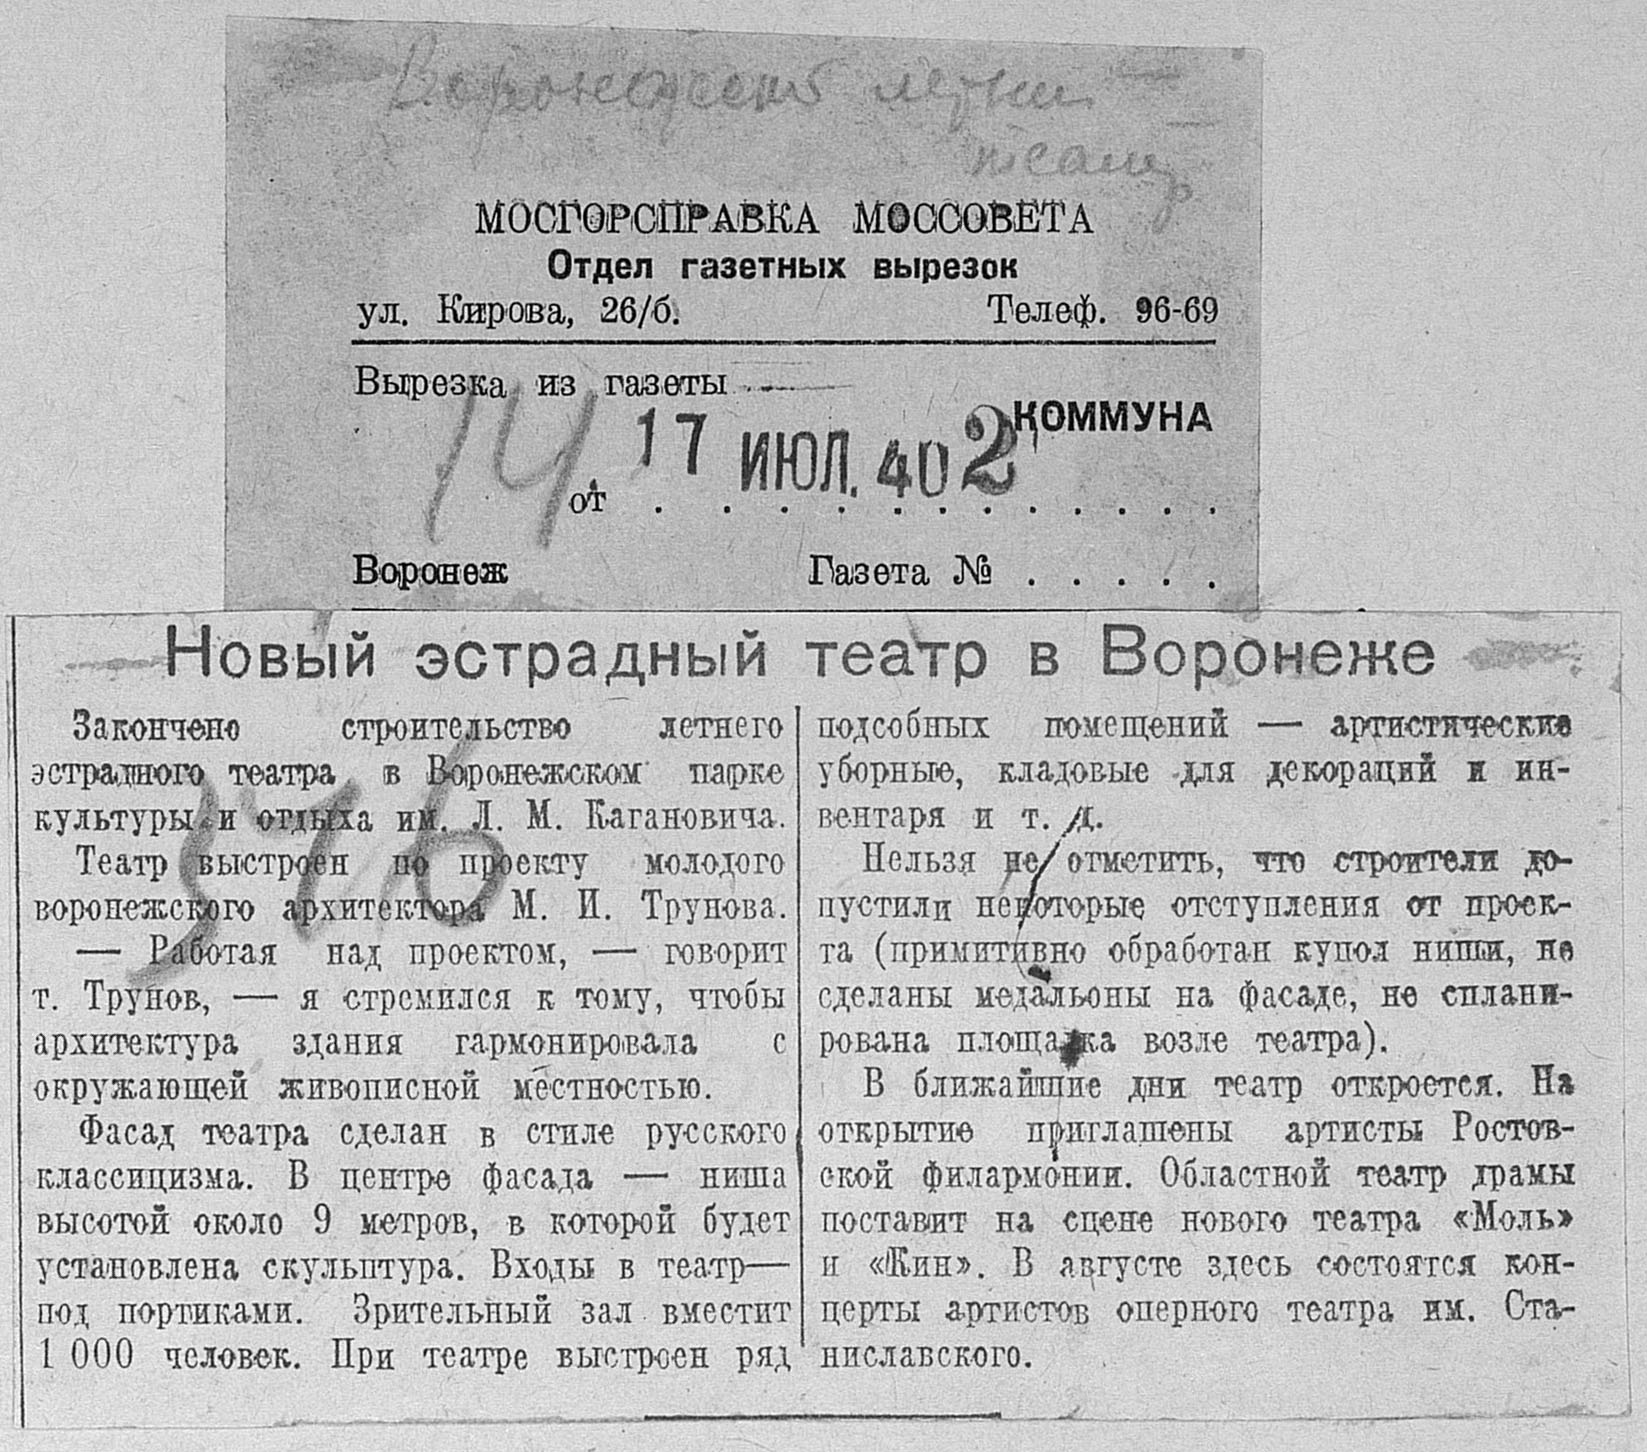 Воронежский летний
театр
МОСГОРСПРАВКА МОССОВЕТА
Отдел газетных вырезок
ул. Кирова, 26/б. Телеф. 96-69
Вырезка из газеты
КОММУНА
14
от 17 ИЮЛ. 40 2
Воронеж Газета № . . . . .
Новый эстрадный театр в Воронеже
Закончено строительство летнего
эстрадного театра в Воронежском парке
культуры и отдыха им. Л. М. Кагановича.
Театр выстроен по проекту молодого
воронежского архитектора М. И. Трунова.
— Работая над проектом, — говорит
т. Трунов, — я стремился к тому, чтобы
архитектура здания гармонировала с
окружающей живописной местностью.
Фасад театра сделан в стиле русского
классицизма. В центре фасада — ниша
высотой около 9 метров, в которой будет
установлена скульптура. Входы в театр—
под портиками. Зрительный зал вместит
1 000 человек. При театре выстроен ряд
подсобных помещений — артистические
уборные, кладовые для декораций и ин-
вентаря и т. д.
Нельзя не отметить, что строители до-
пустили некоторые отступления от проек-
та (примитивно обработан купол ниши, не
сделаны медальоны на фасаде, не сплани-
рована площадка возле театра).
В ближайшие дни театр откроется. На
открытие приглашены артисты Ростов-
ской филармонии. Областной театр драмы
поставит на сцене нового театра «Моль»
и «Кин». В августе здесь состоятся кон-
церты артистов оперного театра им. Ста-
ниславского.